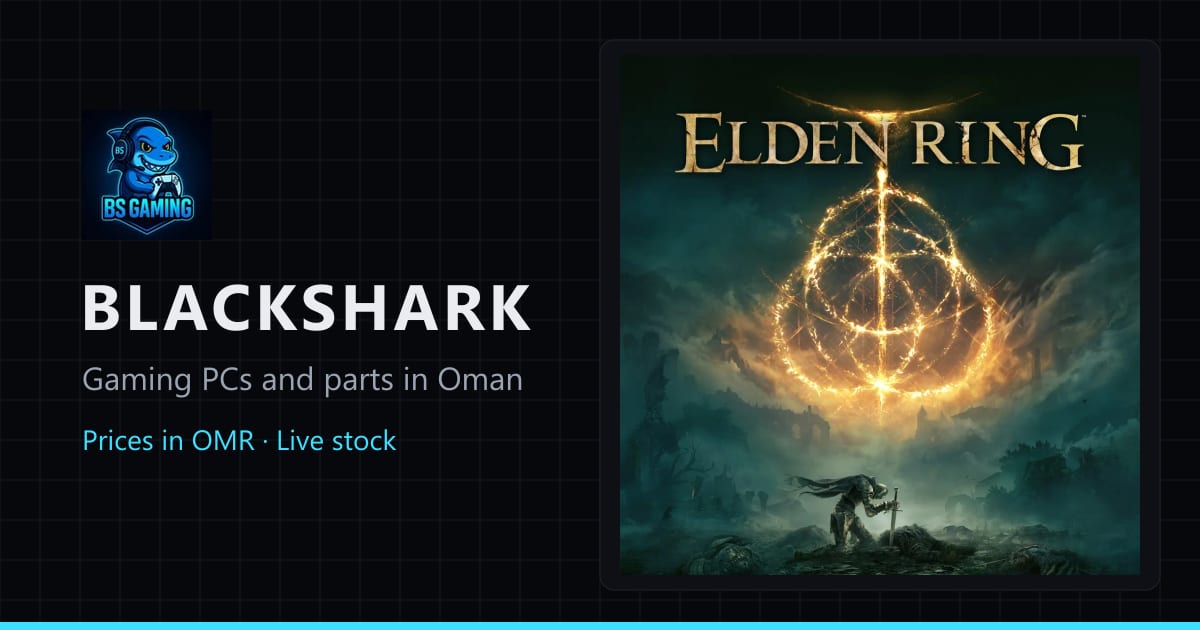 BS
BS GAMING
BLACKSHARK
Gaming PCs and parts in Oman
Prices in OMR · Live stock
ELDEN RING